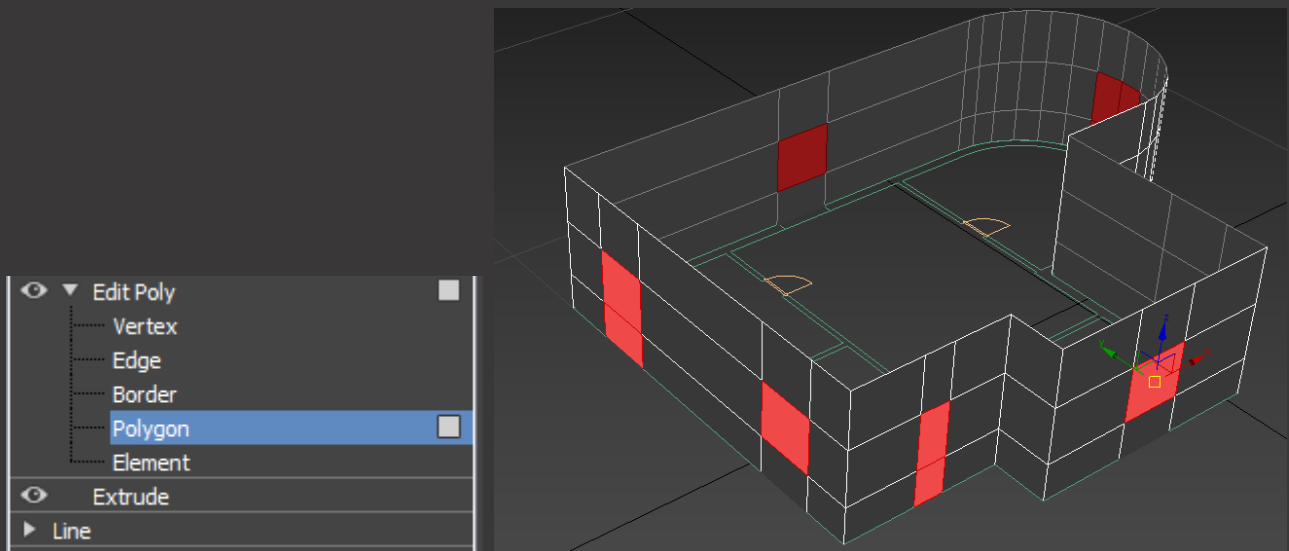 Edit Poly
Vertex
Edge
Border
Polygon
Element
Extrude
Line